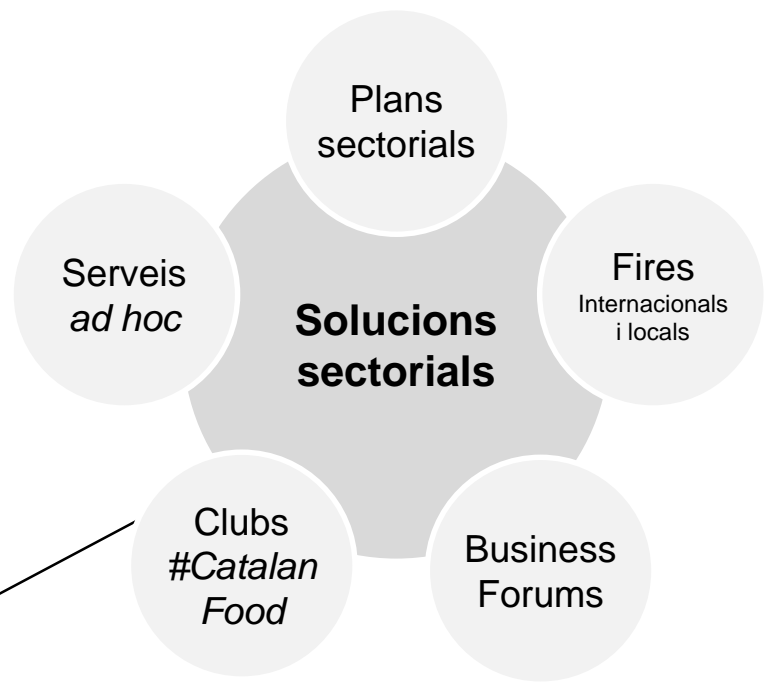 Plans
sectorials
Serveis
ad hoc
Fires
Internacionals
i locals
Solucions
sectorials
Clubs
#Catalan
Food
Business
Forums